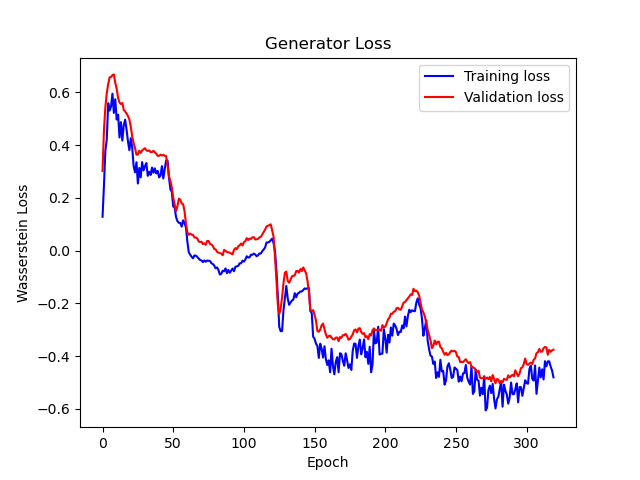 Generator Loss
Training loss
Validation loss
Wasserstein Loss
0.6
0.4
0.2
0.0
−0.2
−0.4
−0.6
0 50 100 150 200 250 300
Epoch